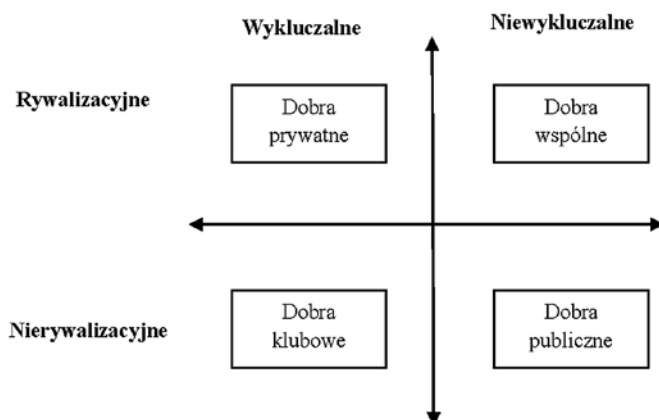 Wykluczalne
Niewykluczalne
Rywalizacyjne
Dobra
prywatne
Dobra
wspólne
Nierywalizacyjne
Dobra
klubowe
Dobra
publiczne